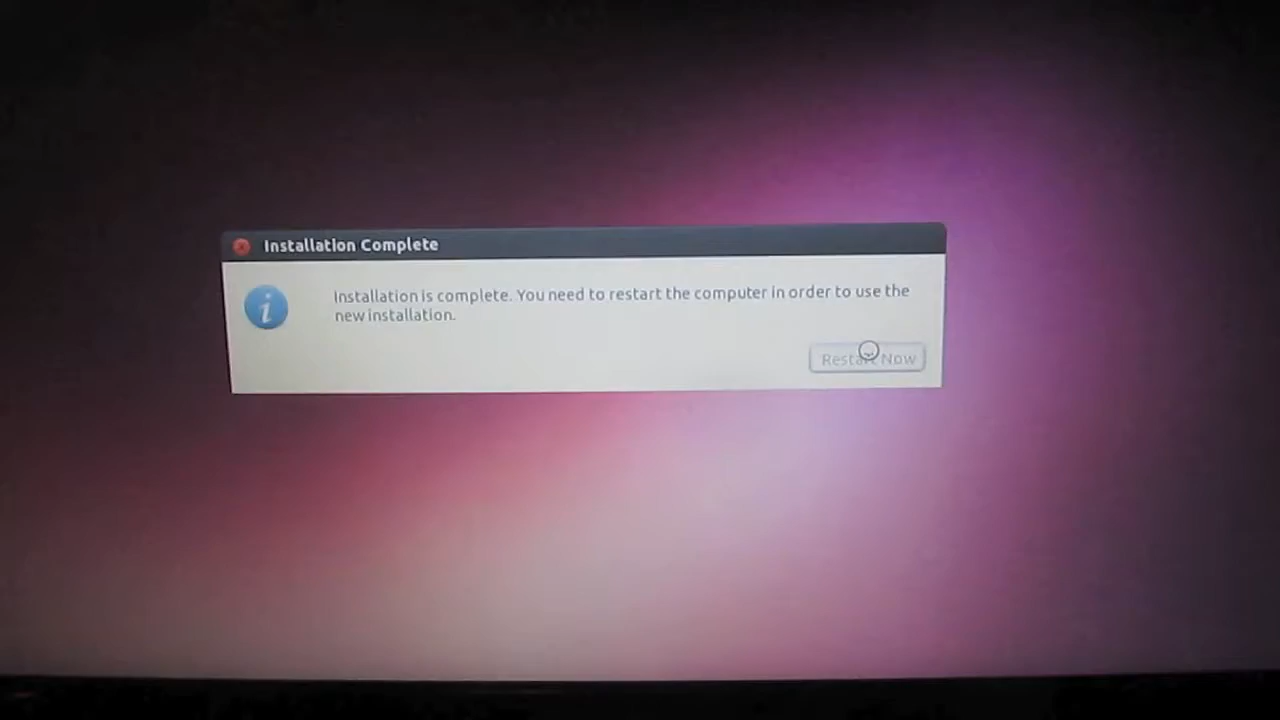 Installation Complete
Installation is complete. You need to restart the computer in order to use the
new installation.
Restart Now